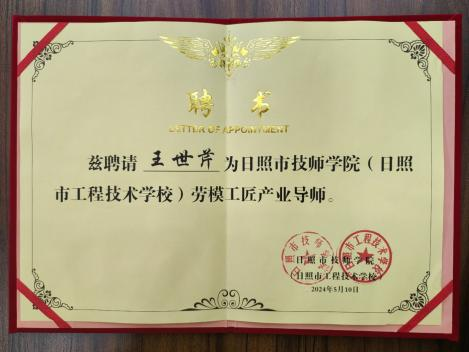 聘书
LETTER OF APPOINTMENT
兹聘请 王世芹 为日照市技师学院（日照
市工程技术学校）劳模工匠产业导师。
日照市技师学院
日照市工程技术学校
2024年5月10日